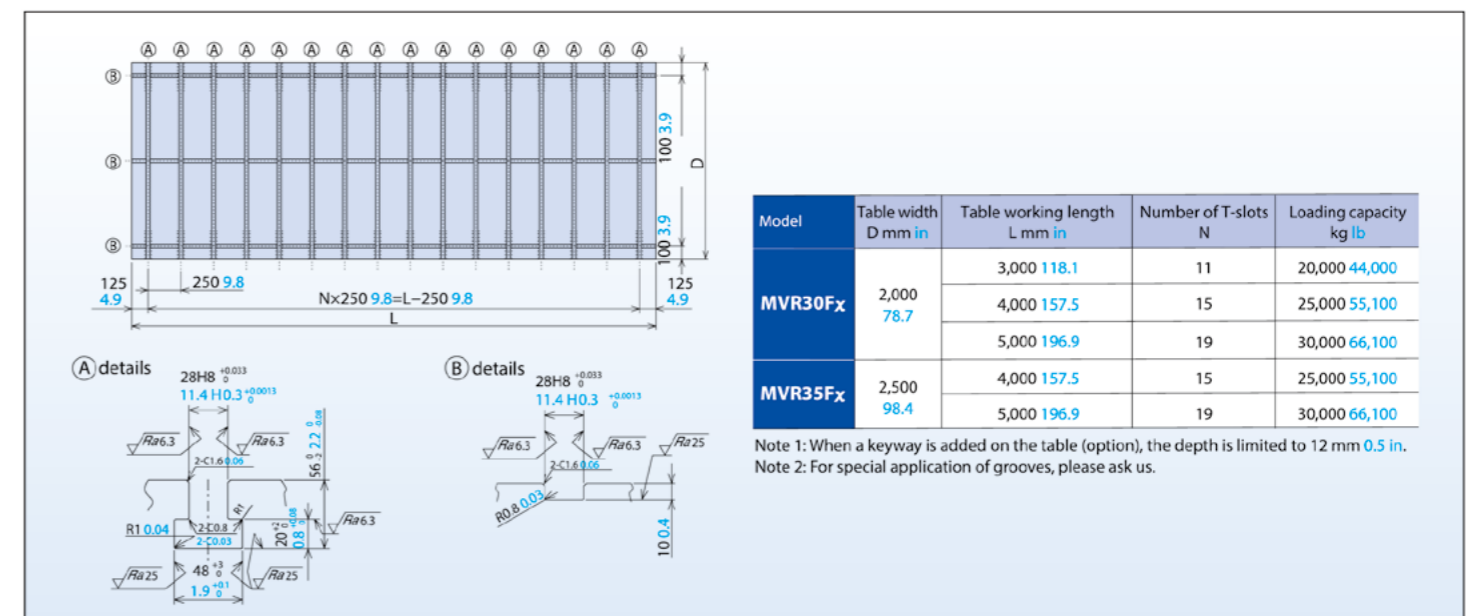 Ⓐ Ⓐ Ⓐ Ⓐ Ⓐ Ⓐ Ⓐ Ⓐ Ⓐ Ⓐ Ⓐ Ⓐ Ⓐ Ⓐ Ⓐ Ⓐ
Ⓑ
100 3.9
Ⓑ
D
Ⓑ
100 3.9
125
4.9
250 9.8
N×250 9.8=L−250 9.8
125
4.9
L
Ⓐ details
28H8 +0.033 0
11.4 H0.3 +0.0013 0
Ra6.3
Ra6.3
2-C1.6 0.06
56 0 -2 2.2 0 -0.08
R1
R1 0.04
2-C0.8
2-C0.03
20 +2 0
0.8 +0.08 0
Ra6.3
Ra25
48 +3 0
1.9 +0.1 0
Ra25
Ⓑ details
28H8 +0.033 0
11.4 H0.3 +0.0013 0
Ra6.3
Ra6.3
Ra25
2-C1.6 0.06
R0.8 0.03
10 0.4
Model
Table width
D mm in
Table working length
L mm in
Number of T-slots
N
Loading capacity
kg lb
MVR30Fx
2,000
78.7
3,000 118.1 11 20,000 44,000
4,000 157.5 15 25,000 55,100
5,000 196.9 19 30,000 66,100
MVR35Fx
2,500
98.4
4,000 157.5 15 25,000 55,100
5,000 196.9 19 30,000 66,100
Note 1: When a keyway is added on the table (option), the depth is limited to 12 mm 0.5 in.
Note 2: For special application of grooves, please ask us.